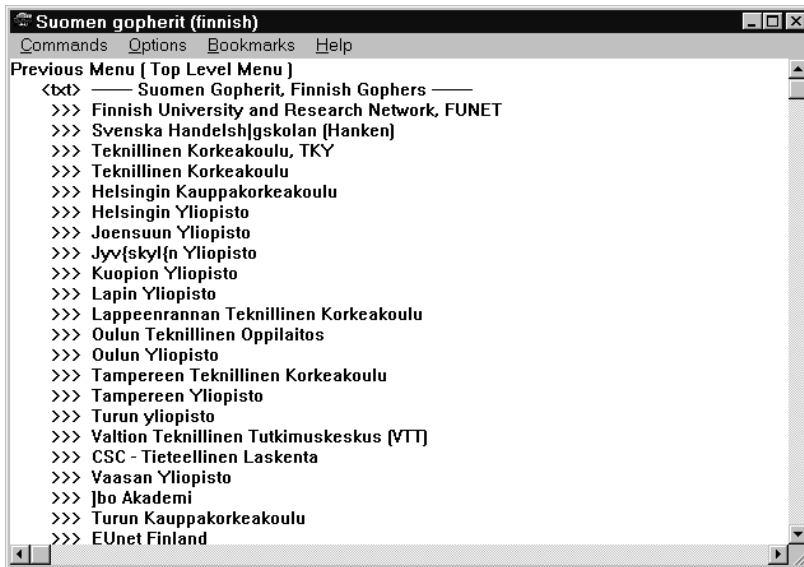 Suomen gopherit (finnish)
Commands Options Bookmarks Help
Previous Menu ( Top Level Menu )
<txt> —— Suomen Gopherit, Finnish Gophers ——
>>> Finnish University and Research Network, FUNET
>>> Svenska Handelsh|gskolan (Hanken)
>>> Teknillinen Korkeakoulu, TKY
>>> Teknillinen Korkeakoulu
>>> Helsingin Kauppakorkeakoulu
>>> Helsingin Yliopisto
>>> Joensuun Yliopisto
>>> Jyv{skyl{n Yliopisto
>>> Kuopion Yliopisto
>>> Lapin Yliopisto
>>> Lappeenrannan Teknillinen Korkeakoulu
>>> Oulun Teknillinen Oppilaitos
>>> Oulun Yliopisto
>>> Tampereen Teknillinen Korkeakoulu
>>> Tampereen Yliopisto
>>> Turun yliopisto
>>> Valtion Teknillinen Tutkimuskeskus (VTT)
>>> CSC - Tieteellinen Laskenta
>>> Vaasan Yliopisto
>>> ]bo Akademi
>>> Turun Kauppakorkeakoulu
>>> EUnet Finland